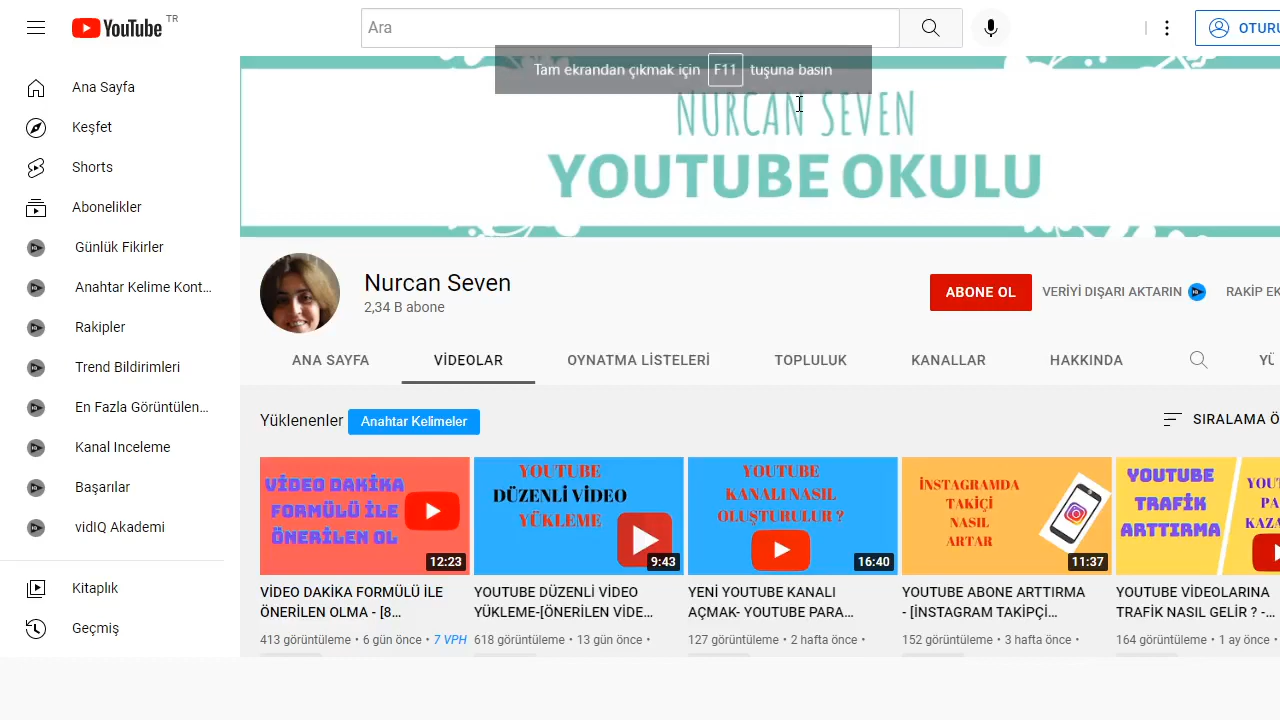 YouTube TR
Ara
OTURU
Tam ekrandan çıkmak için F11 tuşuna basın
NURCAN SEVEN
YOUTUBE OKULU
Ana Sayfa
Keşfet
Shorts
Abonelikler
Günlük Fikirler
Anahtar Kelime Kont...
Rakipler
Trend Bildirimleri
En Fazla Görüntülen...
Kanal Inceleme
Başarılar
vidIQ Akademi
Kitaplık
Geçmiş
Nurcan Seven
2,34 B abone
ABONE OL
VERİYİ DIŞARI AKTARIN
RAKİP EK
ANA SAYFA
VİDEOLAR
OYNATMA LİSTELERİ
TOPLULUK
KANALLAR
HAKKINDA
YÜ
Yüklenenler
Anahtar Kelimeler
SIRALAMA Ö
VİDEO DAKİKA
FORMÜLÜ İLE
ÖNERİLEN OL
12:23
VİDEO DAKİKA FORMÜLÜ İLE
ÖNERİLEN OLMA - [8...
413 görüntüleme • 6 gün önce • 7 VPH
YOUTUBE
DÜZENLİ VİDEO
YÜKLEME
9:43
YOUTUBE DÜZENLİ VİDEO
YÜKLEME-[ÖNERİLEN VİDE...
618 görüntüleme • 13 gün önce •
YOUTUBE
KANALI NASIL
OLUŞTURULUR ?
16:40
YENİ YOUTUBE KANALI
AÇMAK- YOUTUBE PARA...
127 görüntüleme • 2 hafta önce •
İNSTAGRAMDA
TAKİÇİ
NASIL
ARTAR
11:37
YOUTUBE ABONE ARTTIRMA
- [İNSTAGRAM TAKİPÇİ...
152 görüntüleme • 3 hafta önce •
YOUTUBE
TRAFİK
ARTTIRMA
YOUT
PA
KAZA
YOUTUBE VİDEOLARINA
TRAFİK NASIL GELİR ? -...
164 görüntüleme • 1 ay önce •